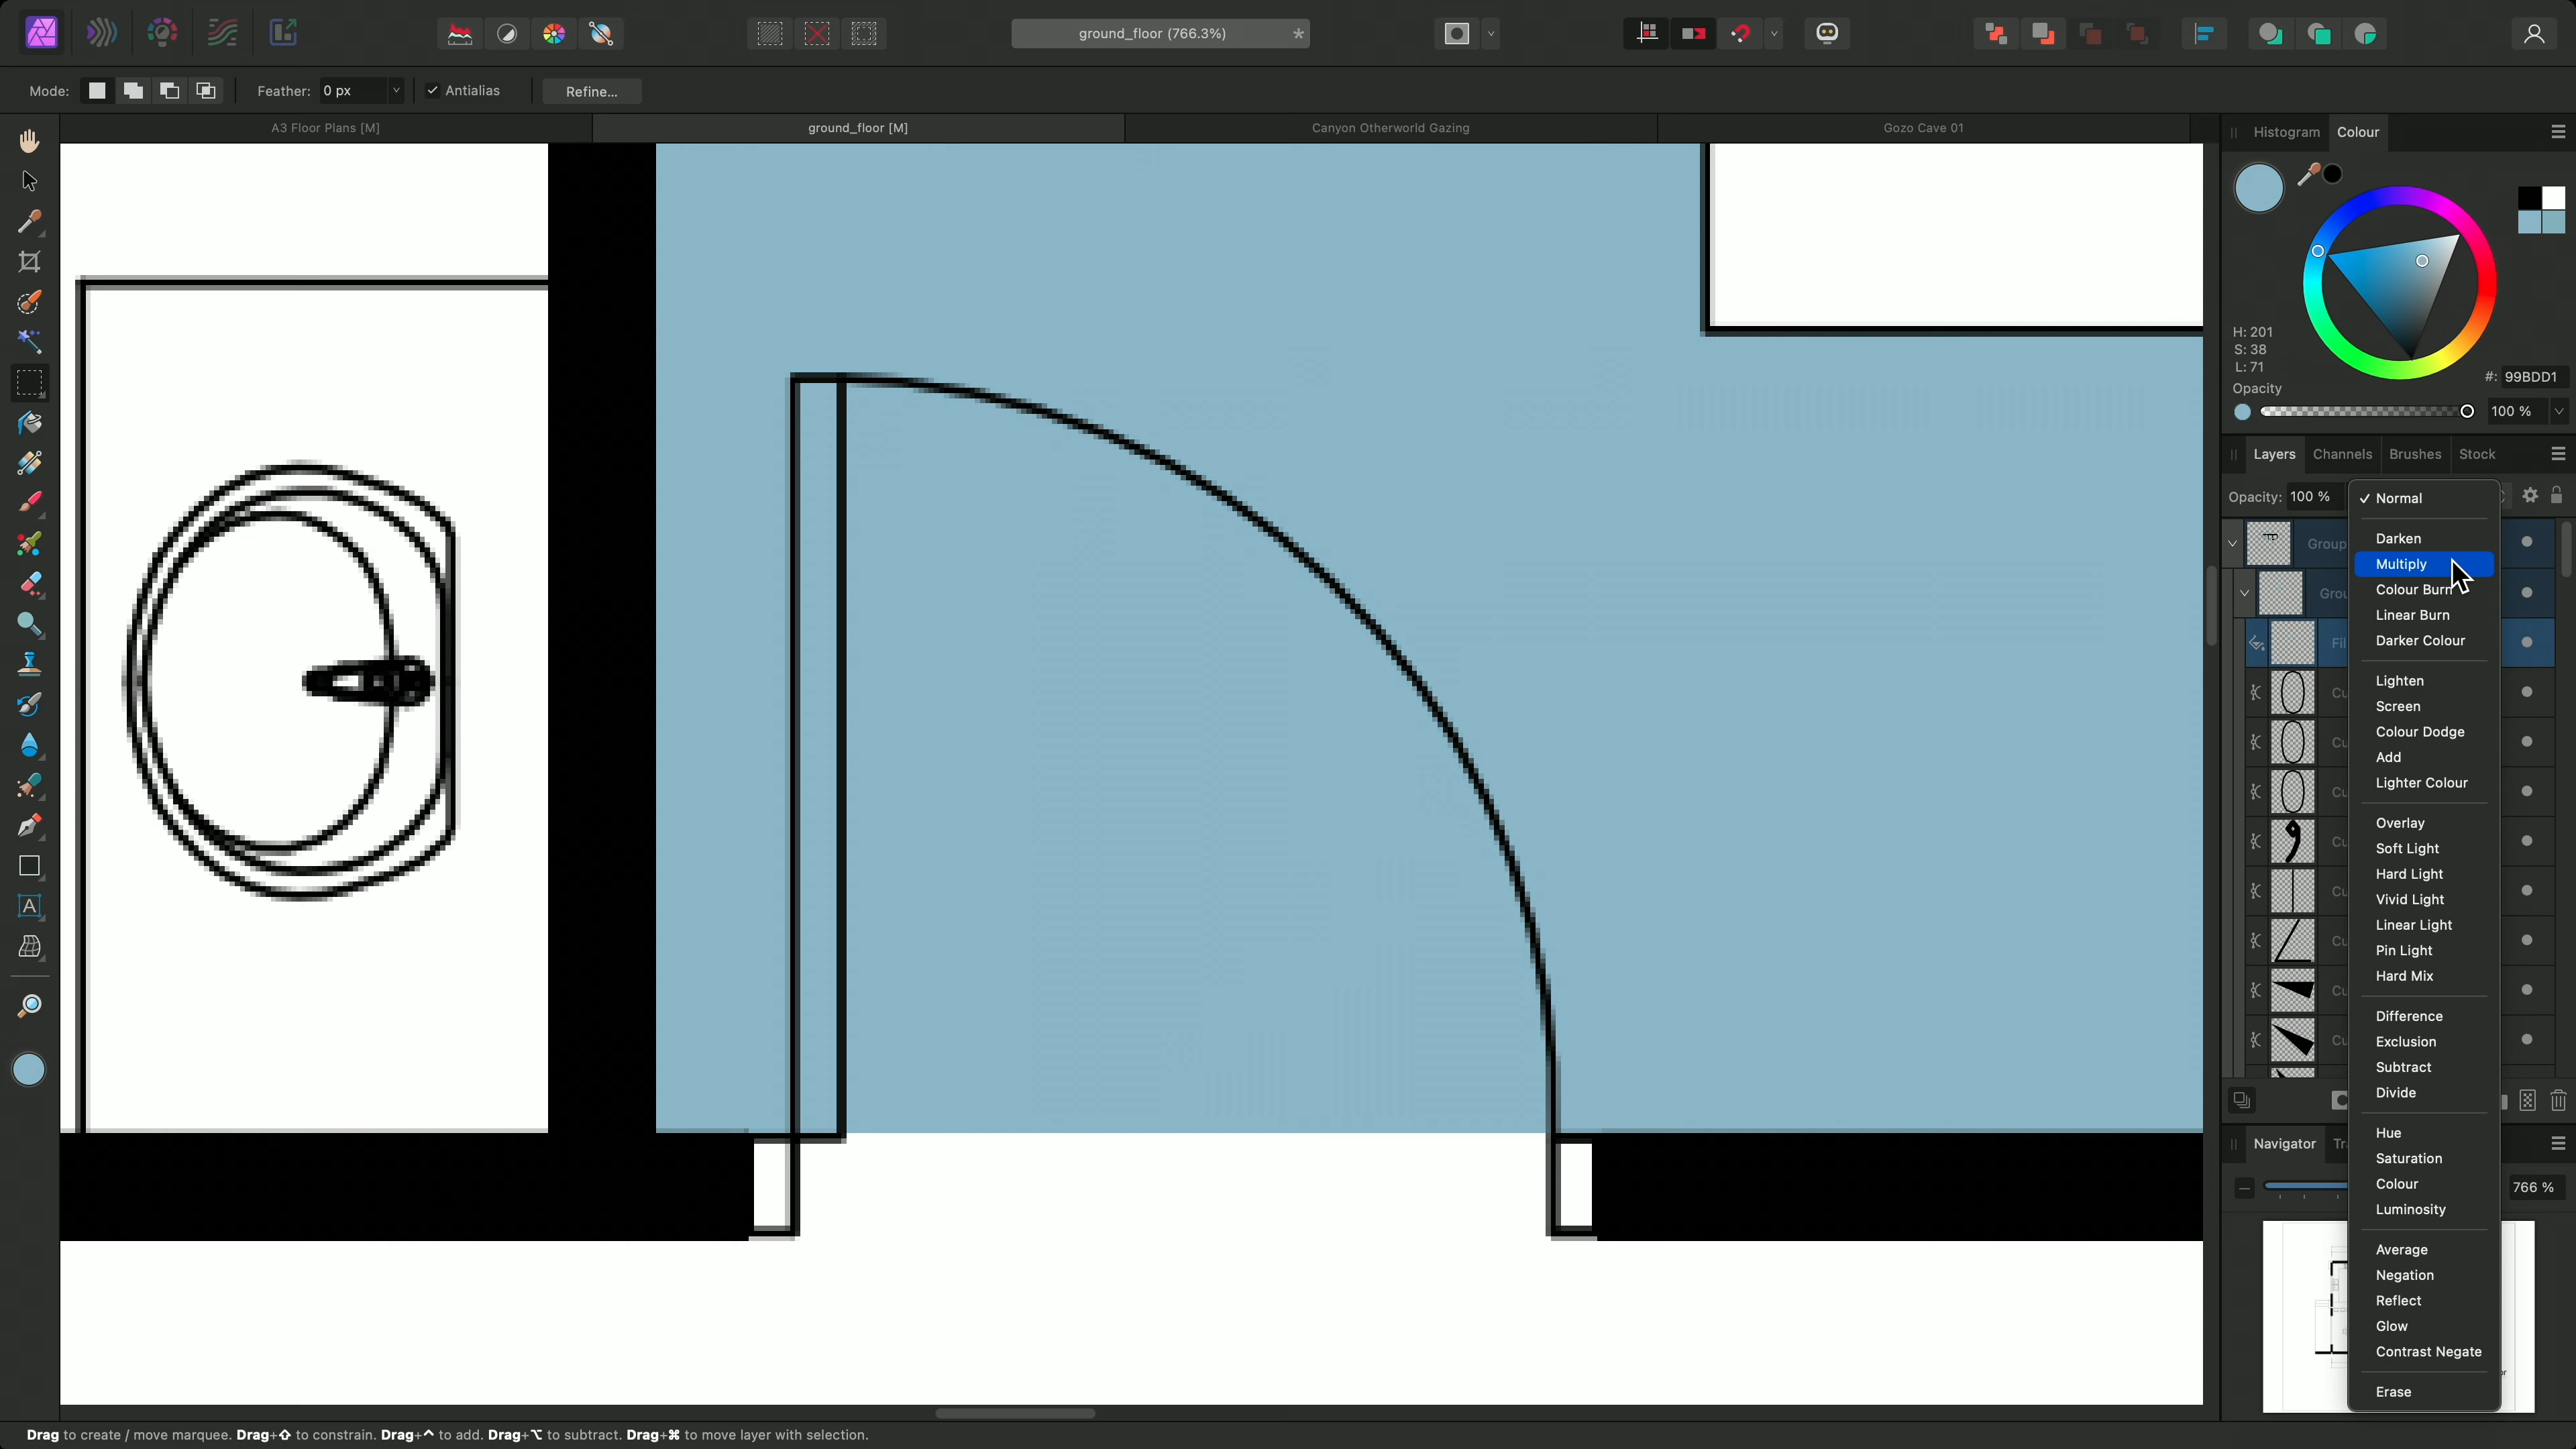 ground_floor (766.3%) *
Mode: Feather: 0 px Antialias Refine...
A3 Floor Plans [M] ground_floor [M] Canyon Otherworld Gazing Gozo Cave 01
Histogram Colour
H: 201
S: 38
L: 71
#: 99BDD1
Opacity
100 %
Layers Channels Brushes Stock
Opacity: 100 % ✓ Normal
Darken
Group
Multiply
Colour Burn
Linear Burn
Darker Colour
Lighten
Screen
Colour Dodge
Add
Lighter Colour
Overlay
Soft Light
Hard Light
Vivid Light
Linear Light
Pin Light
Hard Mix
Difference
Exclusion
Subtract
Divide
Hue
Navigator
Saturation
Colour
766 %
Luminosity
Average
Negation
Reflect
Glow
Contrast Negate
Erase
Drag to create / move marquee. Drag+⇧ to constrain. Drag+⌃ to add. Drag+⌥ to subtract. Drag+⌘ to move layer with selection.